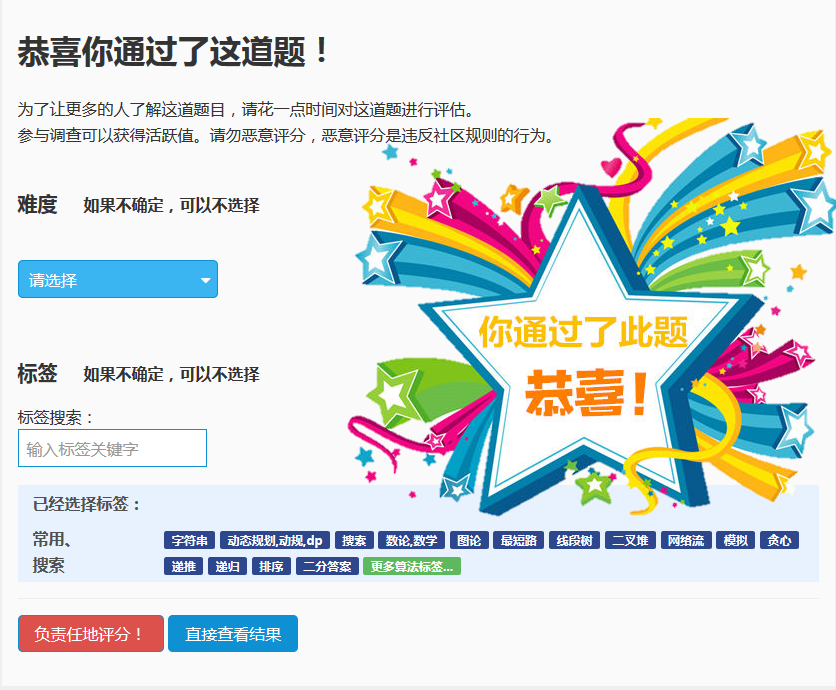 恭喜你通过了这道题！
为了让更多的人了解这道题目，请花一点时间对这道题进行评估。
参与调查可以获得活跃值。请勿恶意评分，恶意评分是违反社区规则的行为。
难度 如果不确定，可以不选择
请选择
你通过了此题
恭喜！
标签 如果不确定，可以不选择
标签搜索：
输入标签关键字
已经选择标签：
常用、 字符串 动态规划,动规,dp 搜索 数论,数学 图论 最短路 线段树 二叉堆 网络流 模拟 贪心
搜索 递推 递归 排序 二分答案 更多算法标签...
负责任地评分！ 直接查看结果